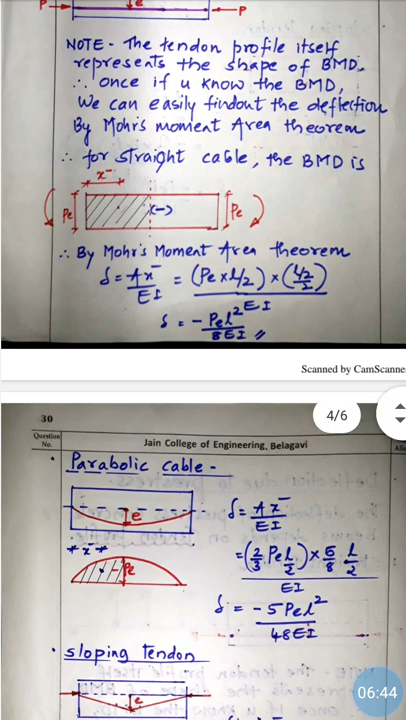 P → e ← P
NOTE - The tendon profile itself
represents the shape of BMD.
∴ once if u know the BMD,
We can easily findout the deflection
By Mohr's moment Area theorem
∴ for straight cable, the BMD is
x̄
Pe (-) Pe
∴ By Mohr's Moment Area theorem
δ = Ax̄/EI = (Pe x l/2) x (l/2/2) / EI
δ = - Pel²/8EI //
Scanned by CamScanne
4/6
30
Question No.
Jain College of Engineering, Belagavi
• Parabolic cable -
e
x̄
- Pe
δ = Ax̄/EI
= (2/3 Pe l/2) x 5/8 . l/2 / EI
δ = - 5Pel²/48EI
• sloping tendon
e
06:44